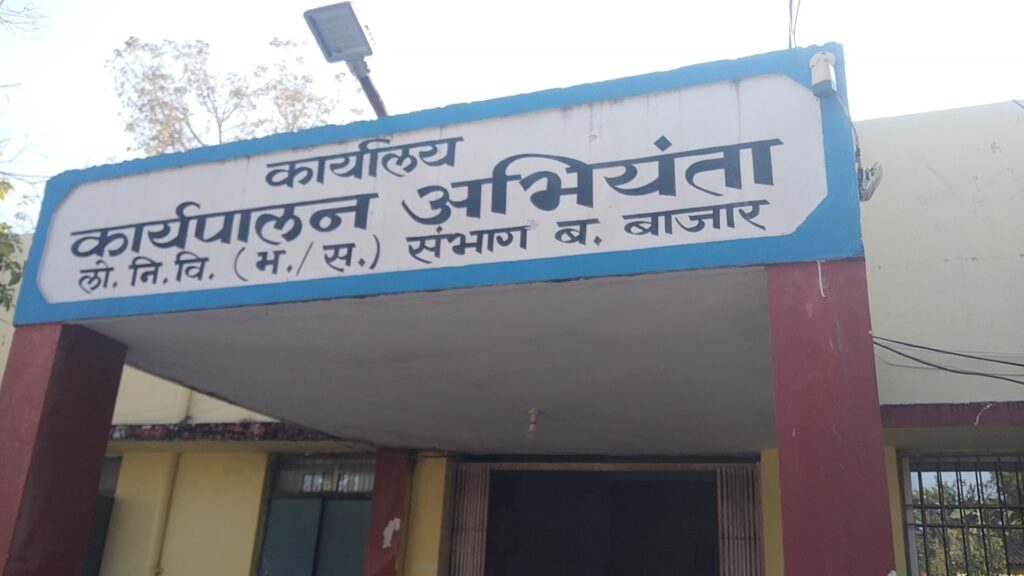 कार्यालय
कार्यपालन अभियंता
लो. नि. वि. (भ./स.) संभाग ब. बाजार